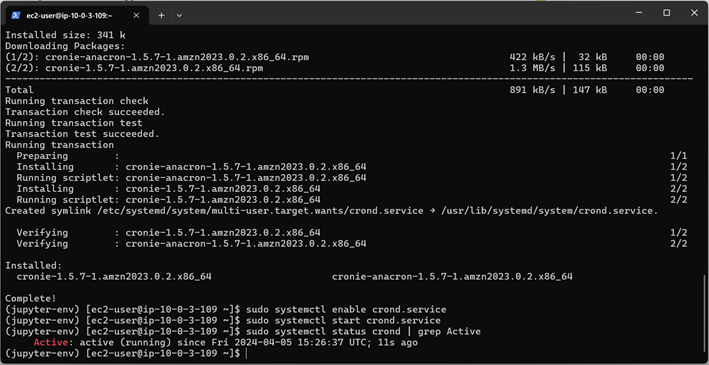 ec2-user@ip-10-0-3-109:~
Installed size: 341 k
Downloading Packages:
(1/2): cronie-anacron-1.5.7-1.amzn2023.0.2.x86_64.rpm 422 kB/s | 32 kB 00:00
(2/2): cronie-1.5.7-1.amzn2023.0.2.x86_64.rpm 1.3 MB/s | 115 kB 00:00
--------------------------------------------------------------------------------
Total 891 kB/s | 147 kB 00:00
Running transaction check
Transaction check succeeded.
Running transaction test
Transaction test succeeded.
Running transaction
Preparing : 1/1
Installing : cronie-anacron-1.5.7-1.amzn2023.0.2.x86_64 1/2
Running scriptlet: cronie-anacron-1.5.7-1.amzn2023.0.2.x86_64 1/2
Installing : cronie-1.5.7-1.amzn2023.0.2.x86_64 2/2
Running scriptlet: cronie-1.5.7-1.amzn2023.0.2.x86_64 2/2
Created symlink /etc/systemd/system/multi-user.target.wants/crond.service → /usr/lib/systemd/system/crond.service.
Verifying : cronie-1.5.7-1.amzn2023.0.2.x86_64 1/2
Verifying : cronie-anacron-1.5.7-1.amzn2023.0.2.x86_64 2/2
Installed:
cronie-1.5.7-1.amzn2023.0.2.x86_64 cronie-anacron-1.5.7-1.amzn2023.0.2.x86_64
Complete!
(jupyter-env) [ec2-user@ip-10-0-3-109 ~]$ sudo systemctl enable crond.service
(jupyter-env) [ec2-user@ip-10-0-3-109 ~]$ sudo systemctl start crond.service
(jupyter-env) [ec2-user@ip-10-0-3-109 ~]$ sudo systemctl status crond | grep Active
Active: active (running) since Fri 2024-04-05 15:26:37 UTC; 11s ago
(jupyter-env) [ec2-user@ip-10-0-3-109 ~]$